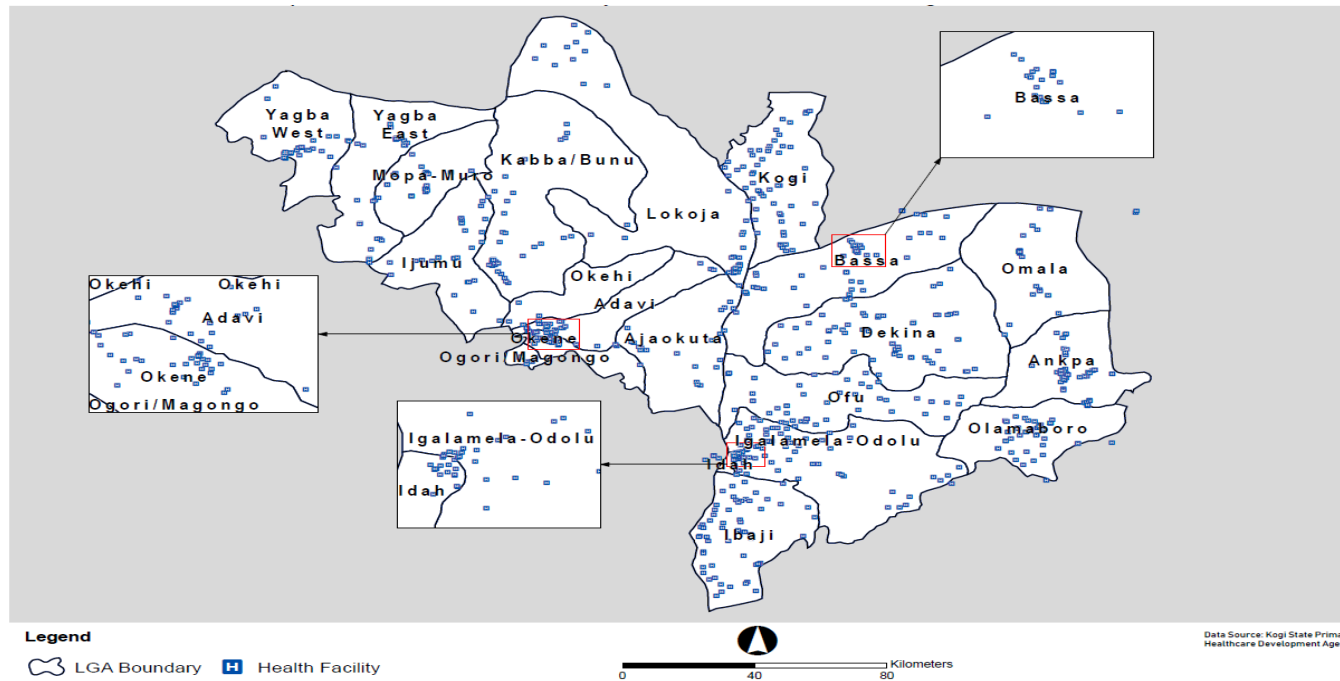 Bassa
Yagba
West
Yagba
East
Kabba/Bunu
Mopa-Muro
Kogi
Lokoja
Bassa
Ijumu
Okehi
Omala
Okehi
Okehi
Adavi
Adavi
Okene
Ajaokuta
Dekina
Ogori/Magongo
Ankpa
Okene
Ogori/Magongo
Ofu
Olamaboro
Igalamela-Odolu
Igalamela-Odolu
Idah
Idah
Ibaji
Legend
LGA Boundary
H Health Facility
Kilometers
0 40 80
Data Source: Kogi State Prima
Healthcare Development Age